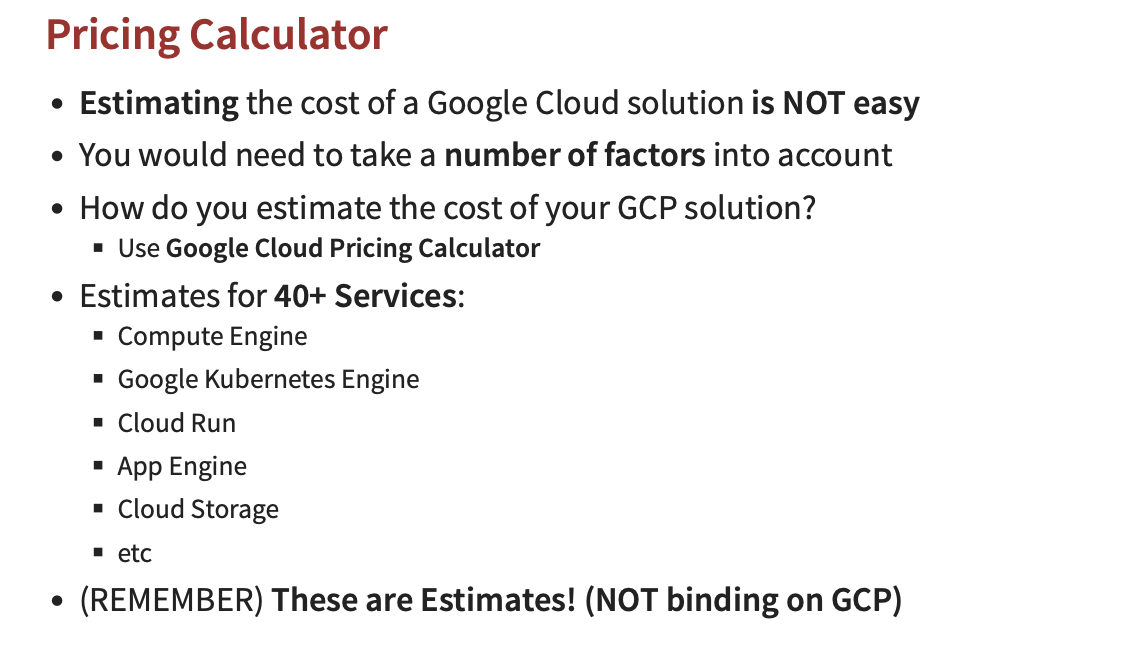 Pricing Calculator
• Estimating the cost of a Google Cloud solution is NOT easy
• You would need to take a number of factors into account
• How do you estimate the cost of your GCP solution?
▪ Use Google Cloud Pricing Calculator
• Estimates for 40+ Services:
▪ Compute Engine
▪ Google Kubernetes Engine
▪ Cloud Run
▪ App Engine
▪ Cloud Storage
▪ etc
• (REMEMBER) These are Estimates! (NOT binding on GCP)